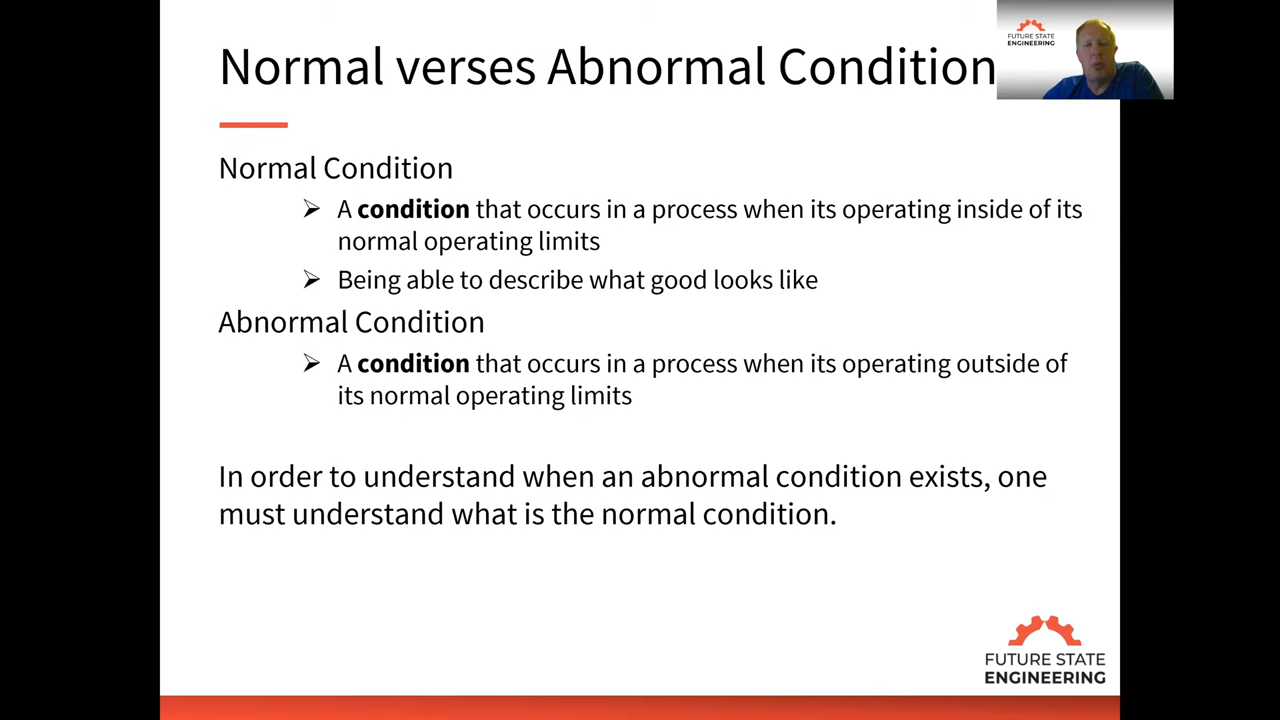 Normal verses Abnormal Condition
FUTURE STATE
ENGINEERING
Normal Condition
A condition that occurs in a process when its operating inside of its
normal operating limits
Being able to describe what good looks like
Abnormal Condition
A condition that occurs in a process when its operating outside of
its normal operating limits
In order to understand when an abnormal condition exists, one
must understand what is the normal condition.
FUTURE STATE
ENGINEERING